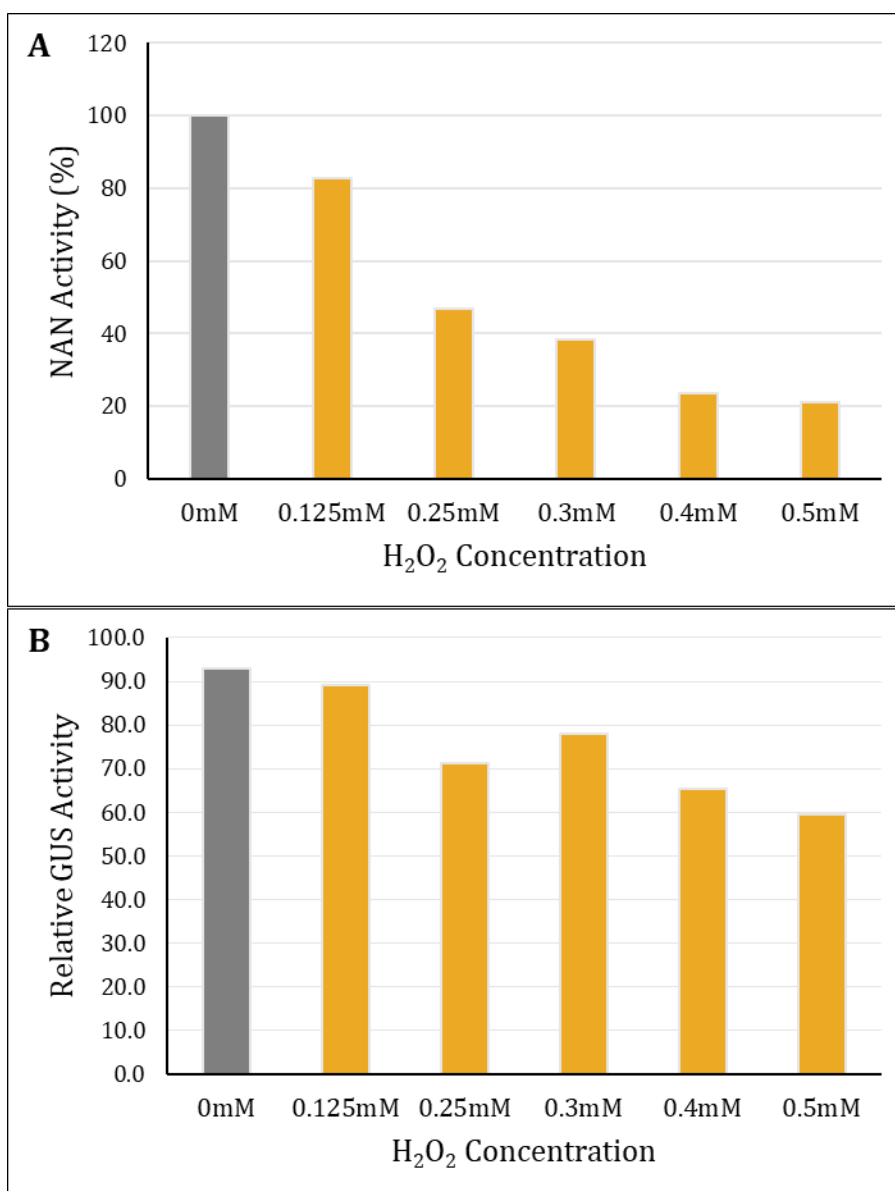 A
120
100
80
60
40
20
0
NAN Activity (%)
0mM 0.125mM 0.25mM 0.3mM 0.4mM 0.5mM
H₂O₂ Concentration
B
100.0
90.0
80.0
70.0
60.0
50.0
40.0
30.0
20.0
10.0
0.0
Relative GUS Activity
0mM 0.125mM 0.25mM 0.3mM 0.4mM 0.5mM
H₂O₂ Concentration